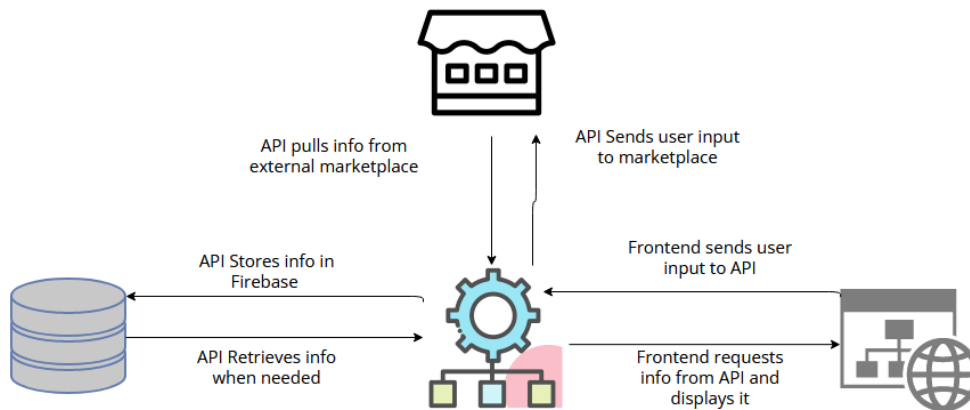 API pulls info from
external marketplace
API Sends user input
to marketplace
API Stores info in
Firebase
Frontend sends user
input to API
API Retrieves info
when needed
Frontend requests
info from API and
displays it